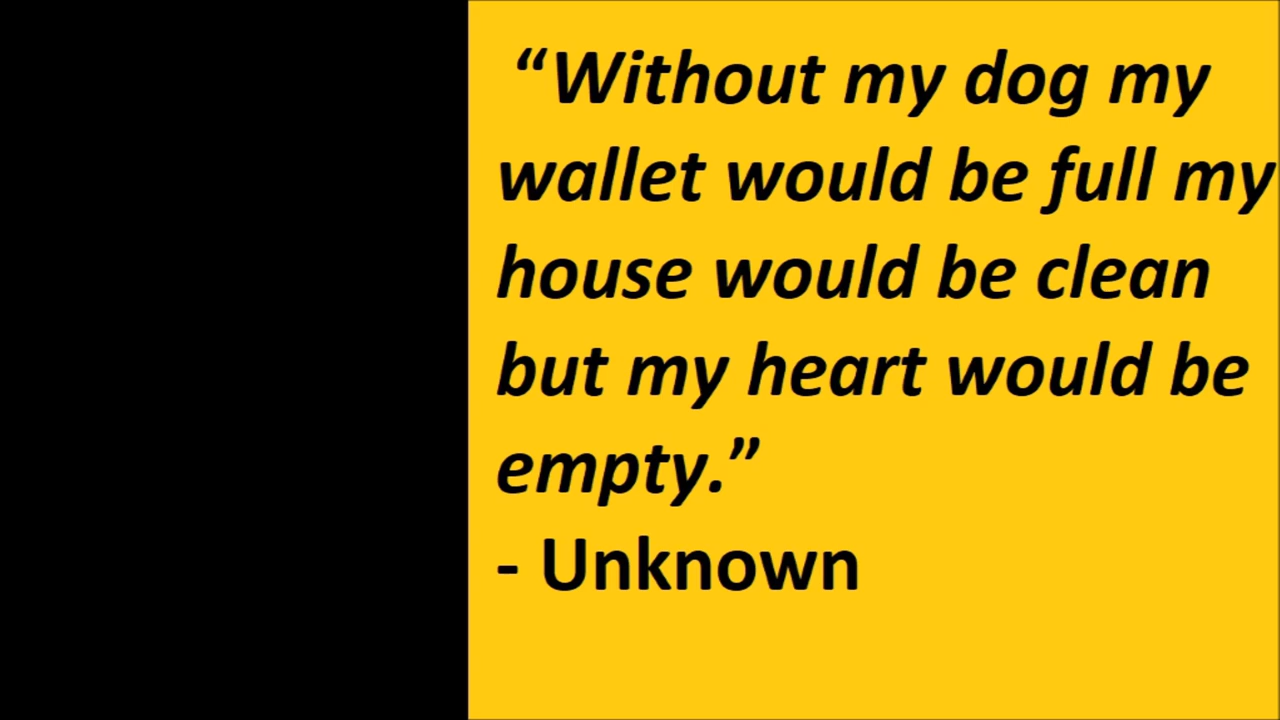 “Without my dog my
wallet would be full my
house would be clean
but my heart would be
empty.”
- Unknown